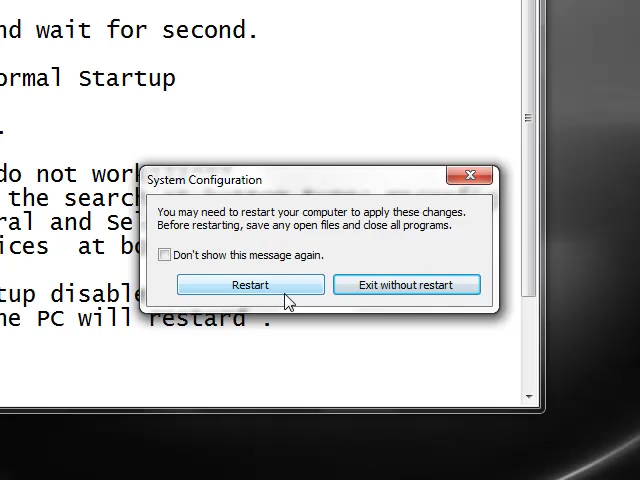 nd wait for second.
ormal Startup
.
do not work
the search
ral and Se
ices at bo
tup disable
he PC will restard .
System Configuration
You may need to restart your computer to apply these changes.
Before restarting, save any open files and close all programs.
Don't show this message again.
Restart
Exit without restart